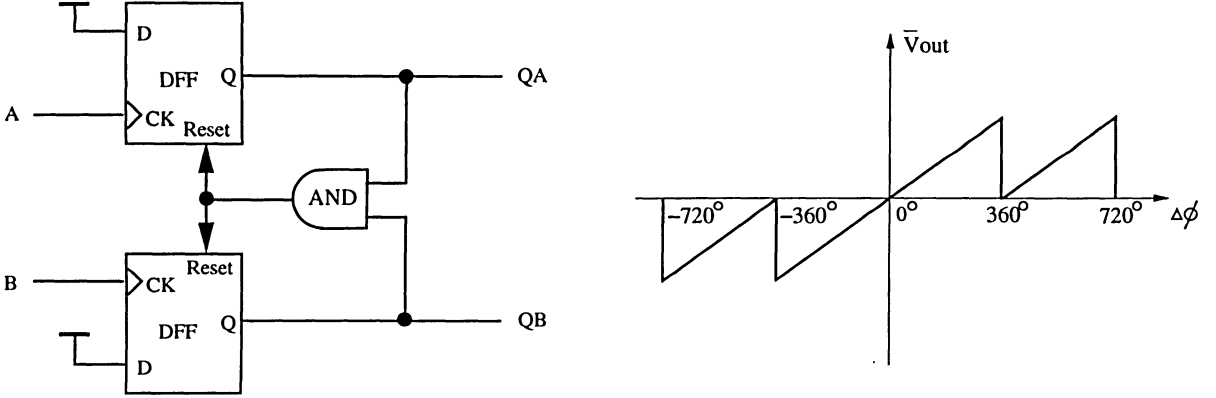 D
DFF
Q
QA
A
CK
Reset
AND
Reset
B
CK
DFF
Q
QB
D
V̅out
−720°
−360°
0°
360°
720°
Δϕ